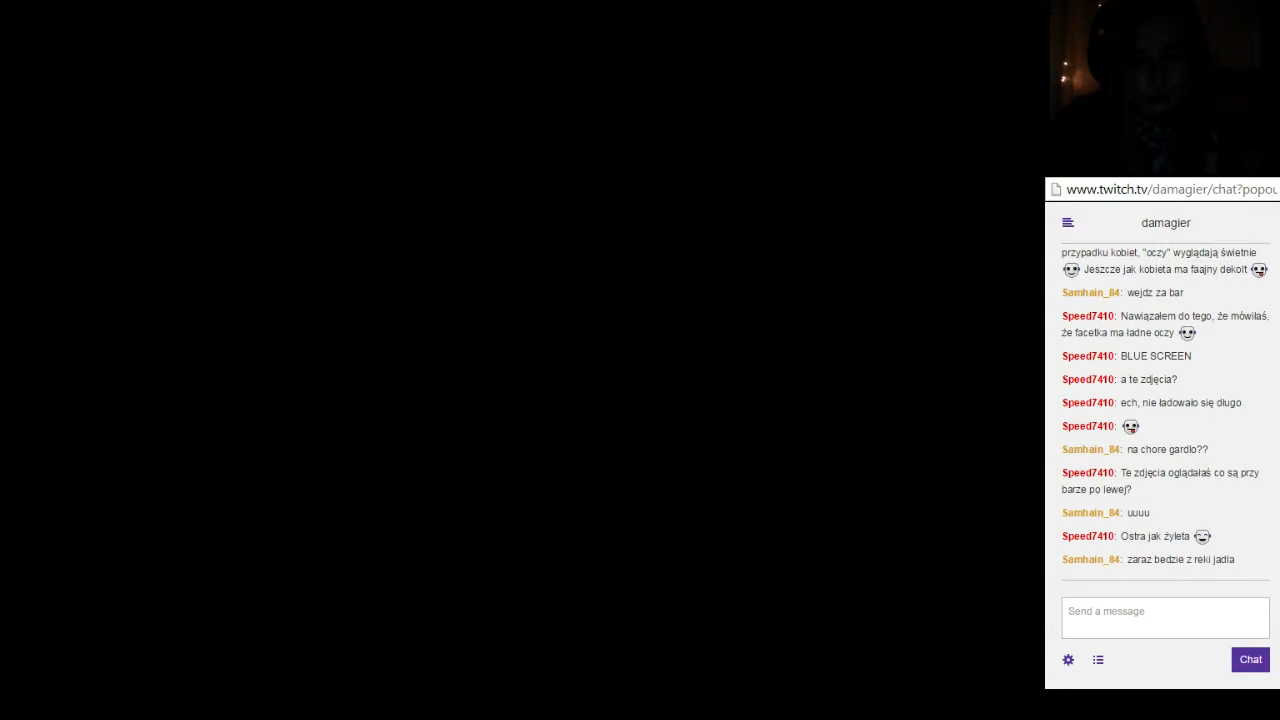 www.twitch.tv/damagier/chat?popou
damagier
przypadku kobiet, "oczy" wyglądają świetnie
Jeszcze jak kobieta ma faajny dekolt
Samhain_84: wejdz za bar
Speed7410: Nawiązałem do tego, że mówiłaś,
że facetka ma ładne oczy
Speed7410: BLUE SCREEN
Speed7410: a te zdjęcia?
Speed7410: ech, nie ładowało się długo
Speed7410:
Samhain_84: na chore gardlo??
Speed7410: Te zdjęcia oglądałaś co są przy
barze po lewej?
Samhain_84: uuuu
Speed7410: Ostra jak żyleta
Samhain_84: zaraz bedzie z reki jadla
Send a message
Chat